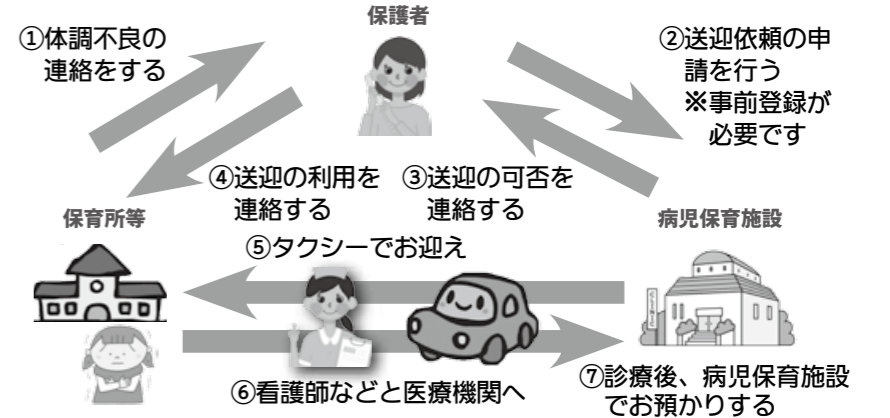 保護者
①体調不良の
連絡をする
②送迎依頼の申
請を行う
※事前登録が
必要です
④送迎の利用を
連絡する
③送迎の可否を
連絡する
保育所等
病児保育施設
⑤タクシーでお迎え
CLINIC
⑥看護師などと医療機関へ
⑦診療後、病児保育施設
でお預かりする